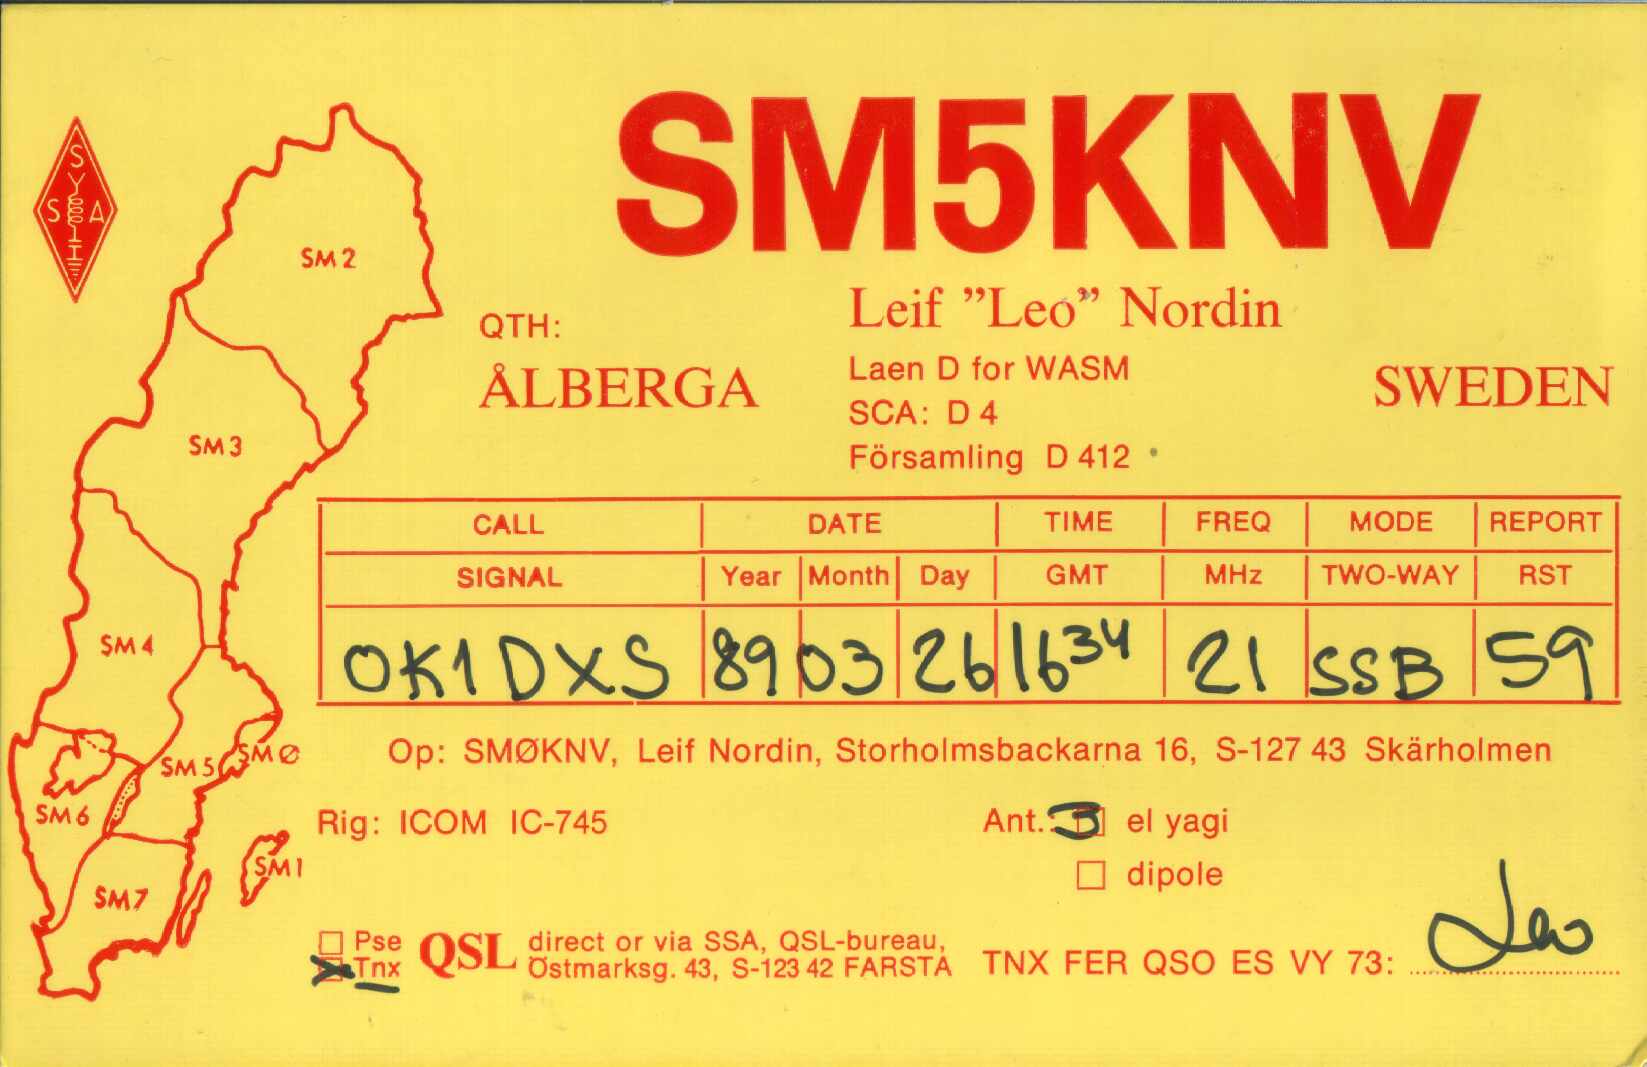 SM5KNV
S
Y
S A
I
Leif ”Leo” Nordin
QTH:
ÅLBERGA
Laen D for WASM
SCA: D 4
Församling D 412
SWEDEN
SM2
SM3
SM4
SM5
SMØ
SM6
SM1
SM7
CALL DATE TIME FREQ MODE REPORT
SIGNAL Year Month Day GMT MHz TWO-WAY RST
OK1DXS 89 03 26 1634 21 SSB 59
Op: SMØKNV, Leif Nordin, Storholmsbackarna 16, S-127 43 Skärholmen
Rig: ICOM IC-745
Ant.: 3 el yagi
dipole
Pse
Tnx
QSL
direct or via SSA, QSL-bureau,
Östmarksg. 43, S-123 42 FARSTA
TNX FER QSO ES VY 73: Leo